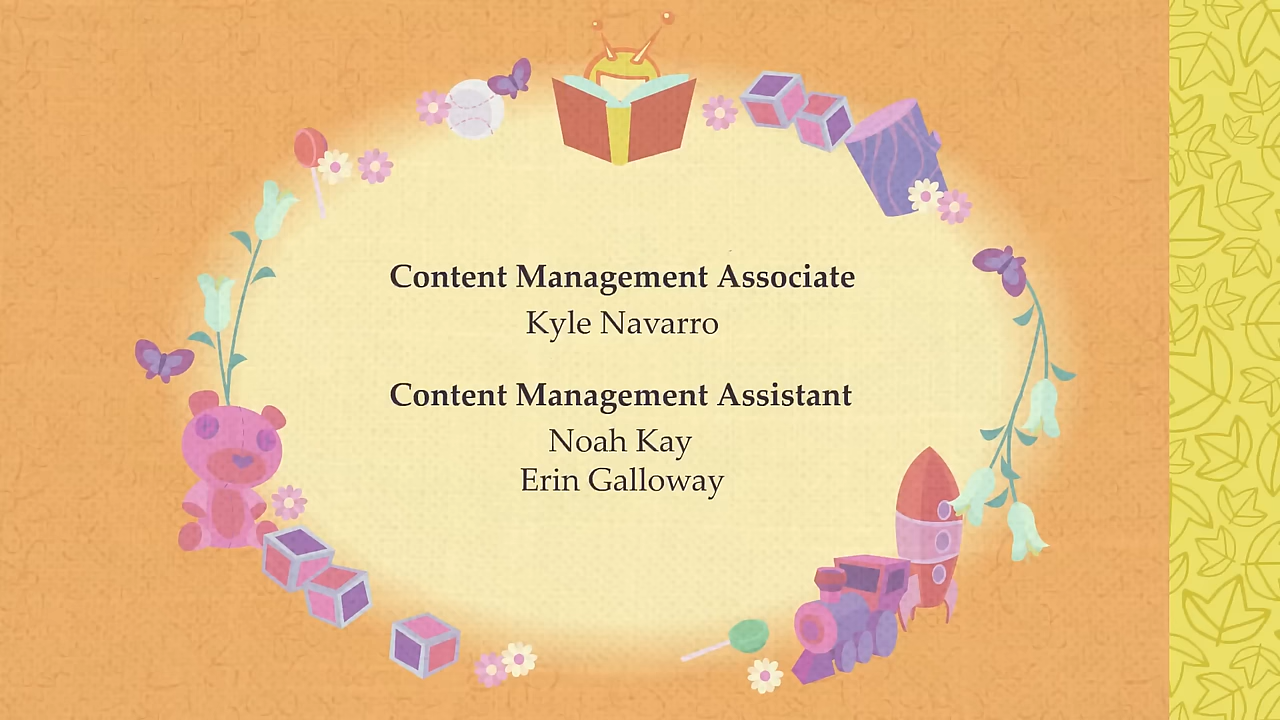 Content Management Associate
Kyle Navarro
Content Management Assistant
Noah Kay
Erin Galloway